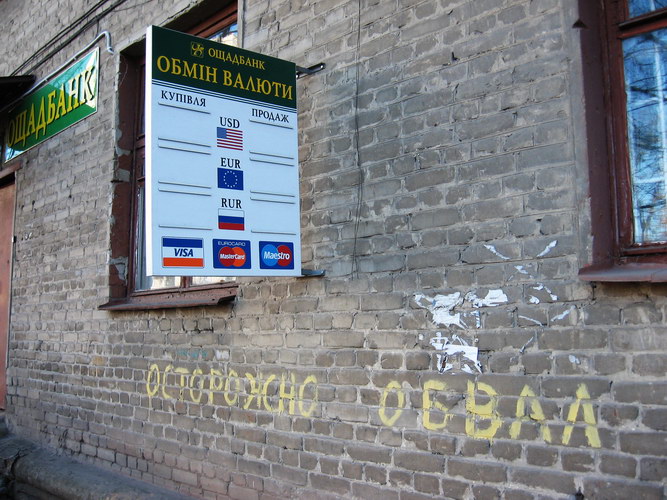 ОЩАДБАНК
ОЩАДБАНК
ОБМІН ВАЛЮТИ
КУПІВЛЯ ПРОДАЖ
USD
EUR
RUR
VISA
EUROCARD
MasterCard
Maestro
ОСТОРОЖНО ОБВАЛ